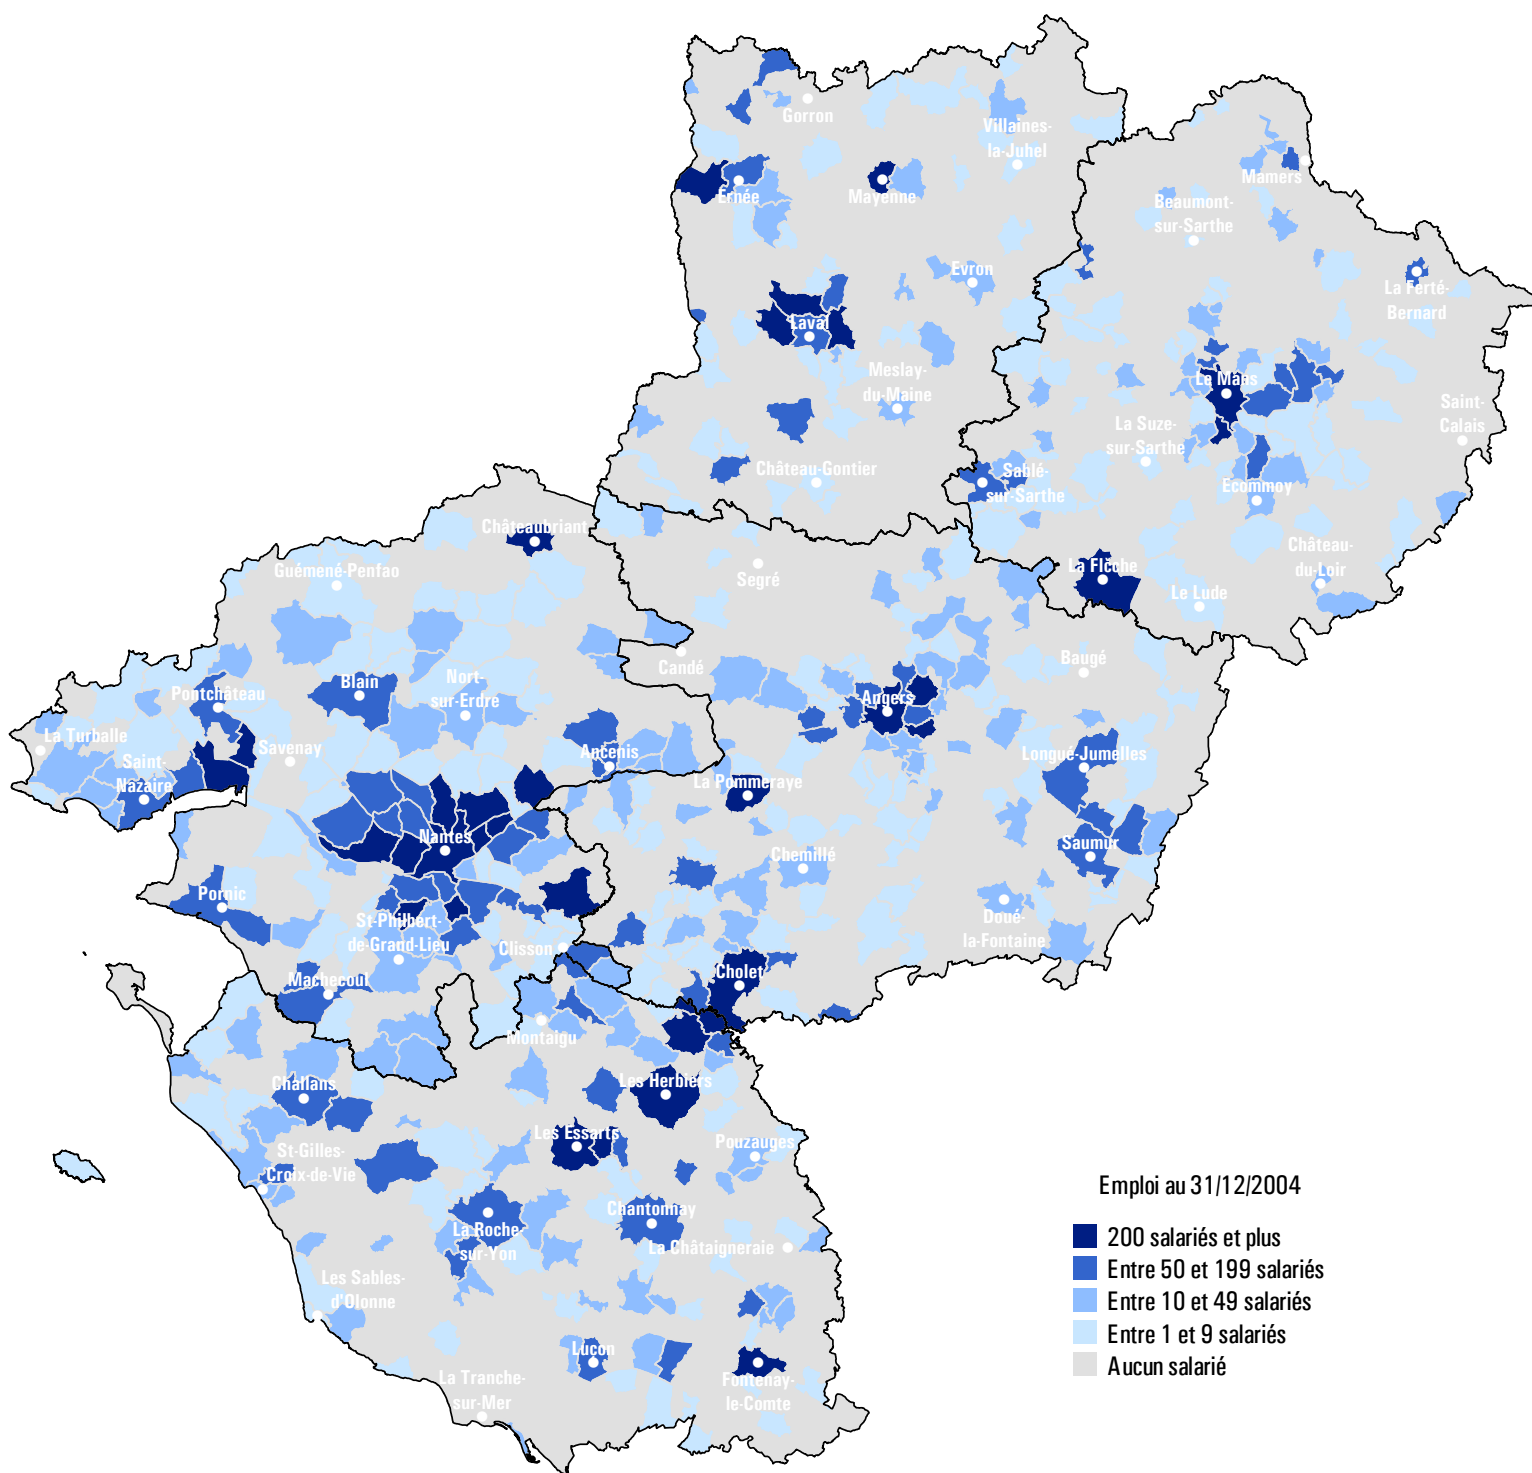 Gorron
Villaines-
la-Juhel
Mamers
Ernée
Mayenne
Beaumont-
sur-Sarthe
Evron
La Ferté-
Bernard
Laval
Meslay-
du-Maine
Le Mans
Saint-
Calais
La Suze-
sur-Sarthe
Château-Gontier
Sablé-
sur-Sarthe
Ecommoy
Châteaubriant
Segré
Guémené-Penfao
La Flèche
Château-
du-Loir
Le Lude
Candé
Baugé
Pontchâteau
Blain
Nort-
sur-Erdre
Angers
La Turballe
Savenay
Saint-
Nazaire
Ancenis
Longué-Jumelles
La Pommeraye
Nantes
Saumur
Chemillé
Pornic
St-Philbert-
de-Grand-Lieu
Doué-
la-Fontaine
Clisson
Machecoul
Cholet
Montaigu
Challans
Les Herbiers
Les Essarts
Pouzauges
St-Gilles-
Croix-de-Vie
La Roche-
sur-Yon
Chantonnay
La Châtaigneraie
Les Sables-
d'Olonne
Luçon
La Tranche-
sur-Mer
Fontenay-
le-Comte
Emploi au 31/12/2004
200 salariés et plus
Entre 50 et 199 salariés
Entre 10 et 49 salariés
Entre 1 et 9 salariés
Aucun salarié